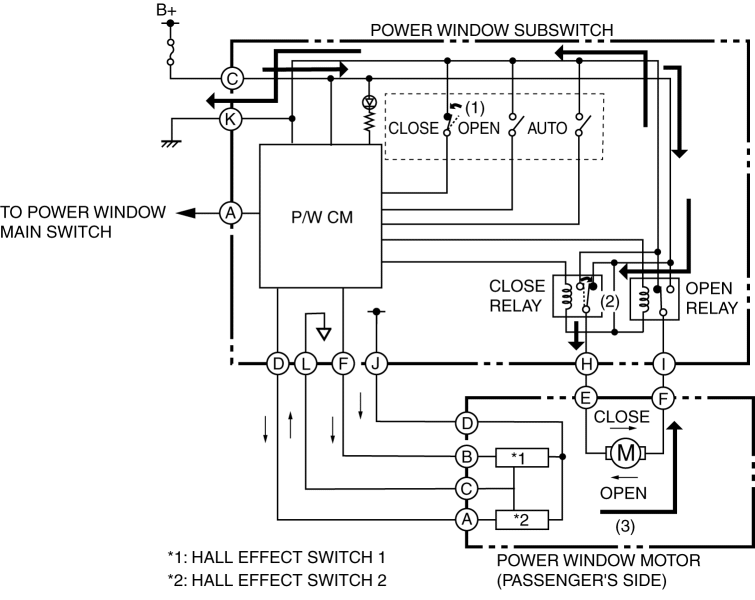 B+
POWER WINDOW SUBSWITCH
C
(1)
CLOSE OPEN AUTO
K
P/W CM
A
TO POWER WINDOW
MAIN SWITCH
CLOSE
RELAY
(2)
OPEN
RELAY
D L F J H I
E F
CLOSE
M
OPEN
(3)
D
B
*1
C
A
*2
*1: HALL EFFECT SWITCH 1
*2: HALL EFFECT SWITCH 2
POWER WINDOW MOTOR
(PASSENGER'S SIDE)